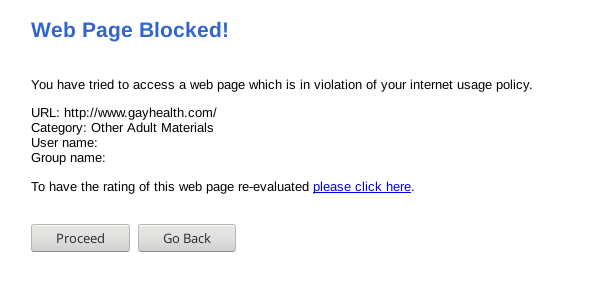 Web Page Blocked!
You have tried to access a web page which is in violation of your internet usage policy.
URL: http://www.gayhealth.com/
Category: Other Adult Materials
User name:
Group name:
To have the rating of this web page re-evaluated please click here.
Proceed
Go Back